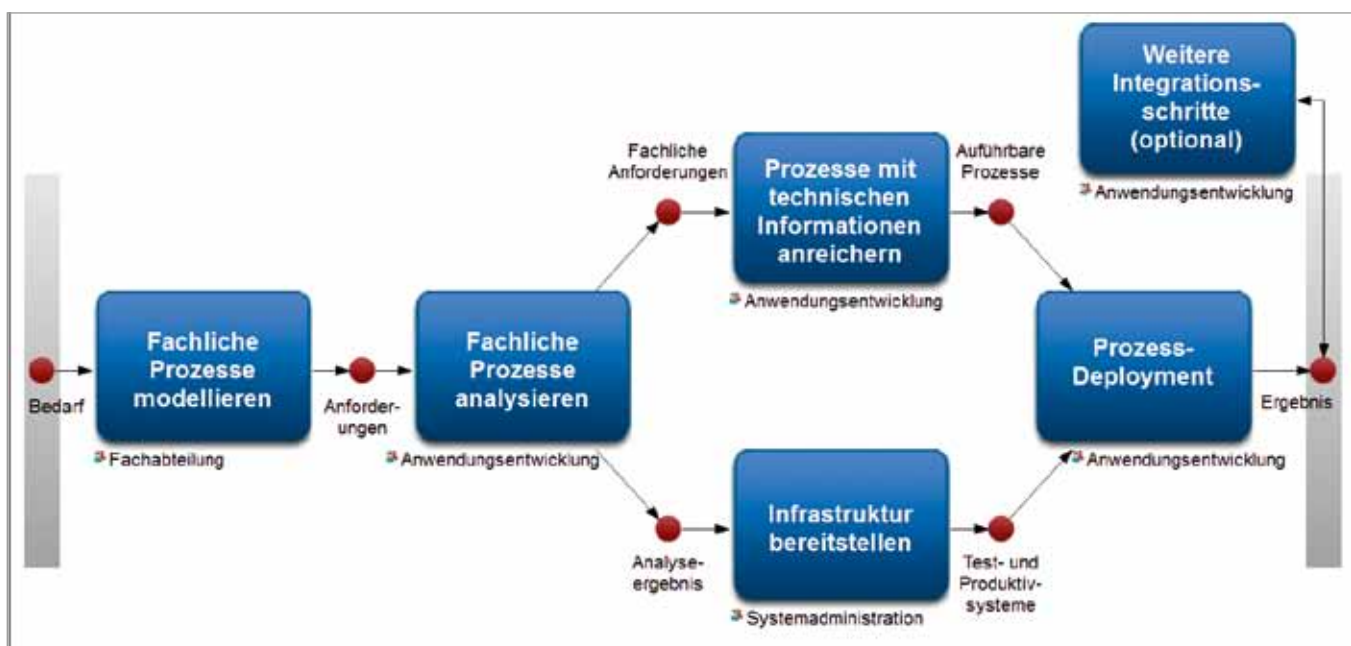 Weitere
Integrations-
schritte
(optional)
Anwendungsentwicklung
Fachliche
Anforderungen
Prozesse mit
technischen
Informationen
anreichern
Anwendungsentwicklung
Auführbare
Prozesse
Bedarf
Fachliche
Prozesse
modellieren
Fachabteilung
Anforder-
ungen
Fachliche
Prozesse
analysieren
Anwendungsentwicklung
Prozess-
Deployment
Anwendungsentwicklung
Ergebnis
Analyse-
ergebnis
Infrastruktur
bereitstellen
Systemadministration
Test- und
Produktiv-
systeme